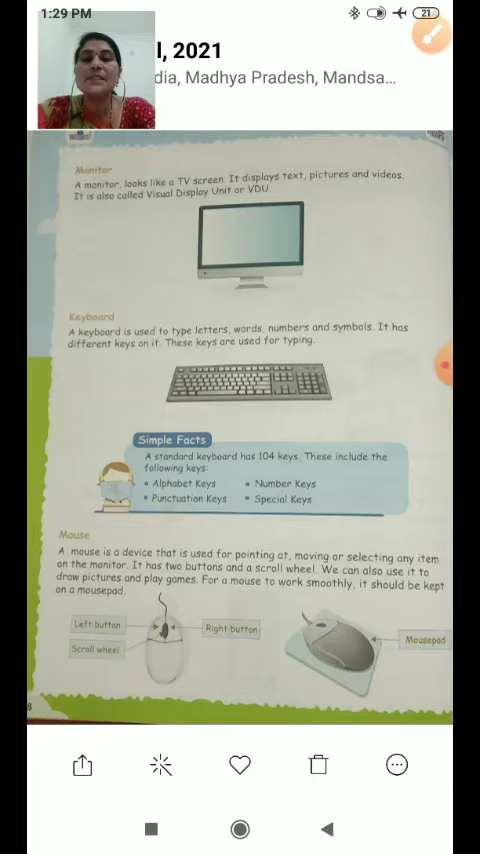 1:29 PM
21
l, 2021
dia, Madhya Pradesh, Mandsa...
Monitor
A monitor, looks like a TV screen. It displays text, pictures and videos.
It is also called Visual Display Unit or VDU.
Keyboard
A keyboard is used to type letters, words, numbers and symbols. It has
different keys on it. These keys are used for typing.
Simple Facts
A standard keyboard has 104 keys. These include the
following keys:
• Alphabet Keys • Number Keys
• Punctuation Keys • Special Keys
Mouse
A mouse is a device that is used for pointing at, moving or selecting any item
on the monitor. It has two buttons and a scroll wheel. We can also use it to
draw pictures and play games. For a mouse to work smoothly, it should be kept
on a mousepad.
Left button
Right button
Scroll wheel
Mousepad
8